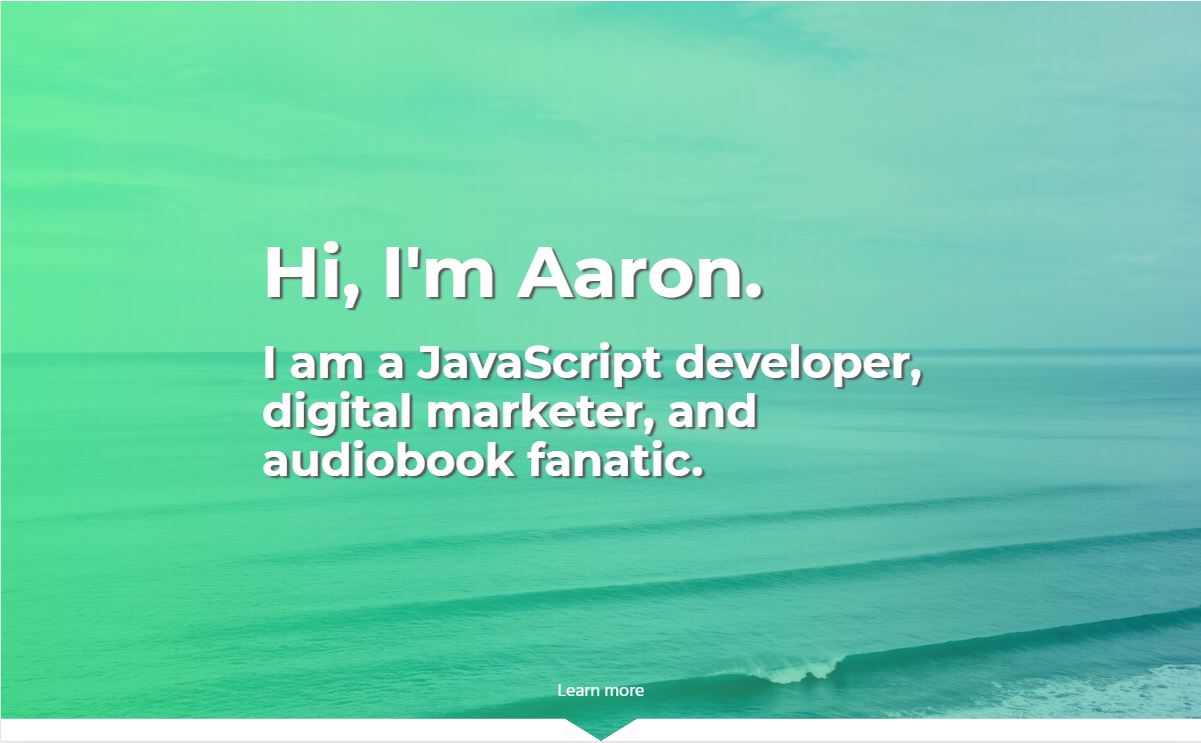 Hi, I'm Aaron.
I am a JavaScript developer,
digital marketer, and
audiobook fanatic.
Learn more